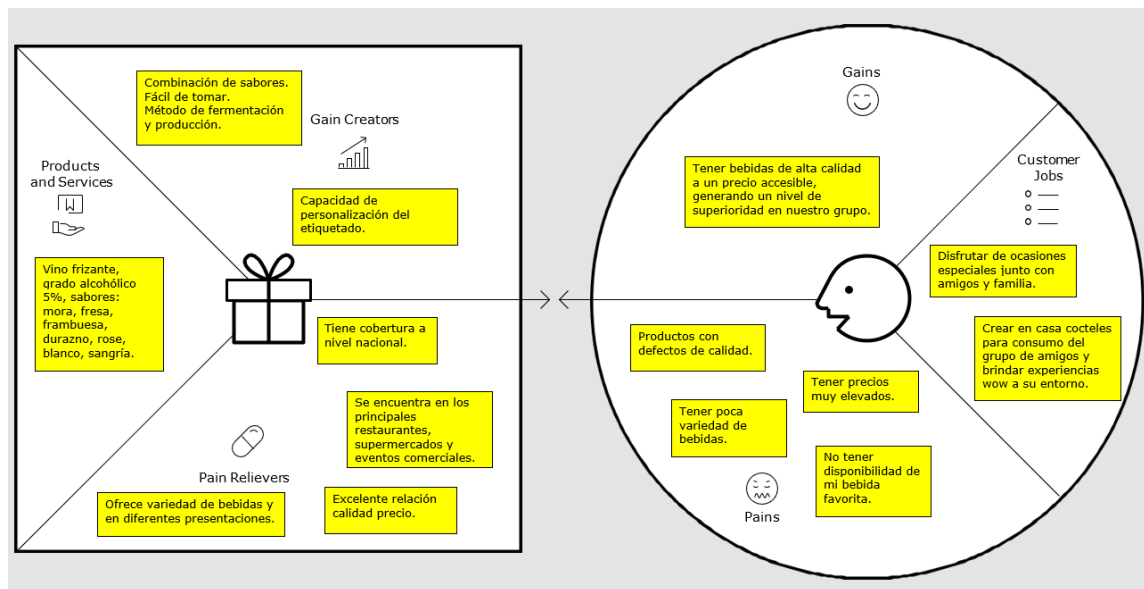 Combinación de sabores.
Fácil de tomar.
Método de fermentación
y producción.
Gain Creators
Products
and Services
Capacidad de
personalización del
etiquetado.
Vino frizante,
grado alcohólico
5%, sabores:
mora, fresa,
frambuesa,
durazno, rose,
blanco, sangría.
Tiene cobertura a
nivel nacional.
Se encuentra en los
principales
restaurantes,
supermercados y
eventos comerciales.
Pain Relievers
Ofrece variedad de bebidas y
en diferentes presentaciones.
Excelente relación
calidad precio.
Gains
Tener bebidas de alta calidad
a un precio accesible,
generando un nivel de
superioridad en nuestro grupo.
Customer
Jobs
Disfrutar de ocasiones
especiales junto con
amigos y familia.
Crear en casa cocteles
para consumo del
grupo de amigos y
brindar experiencias
wow a su entorno.
Productos con
defectos de calidad.
Tener precios
muy elevados.
Tener poca
variedad de
bebidas.
No tener
disponibilidad de
mi bebida
favorita.
Pains